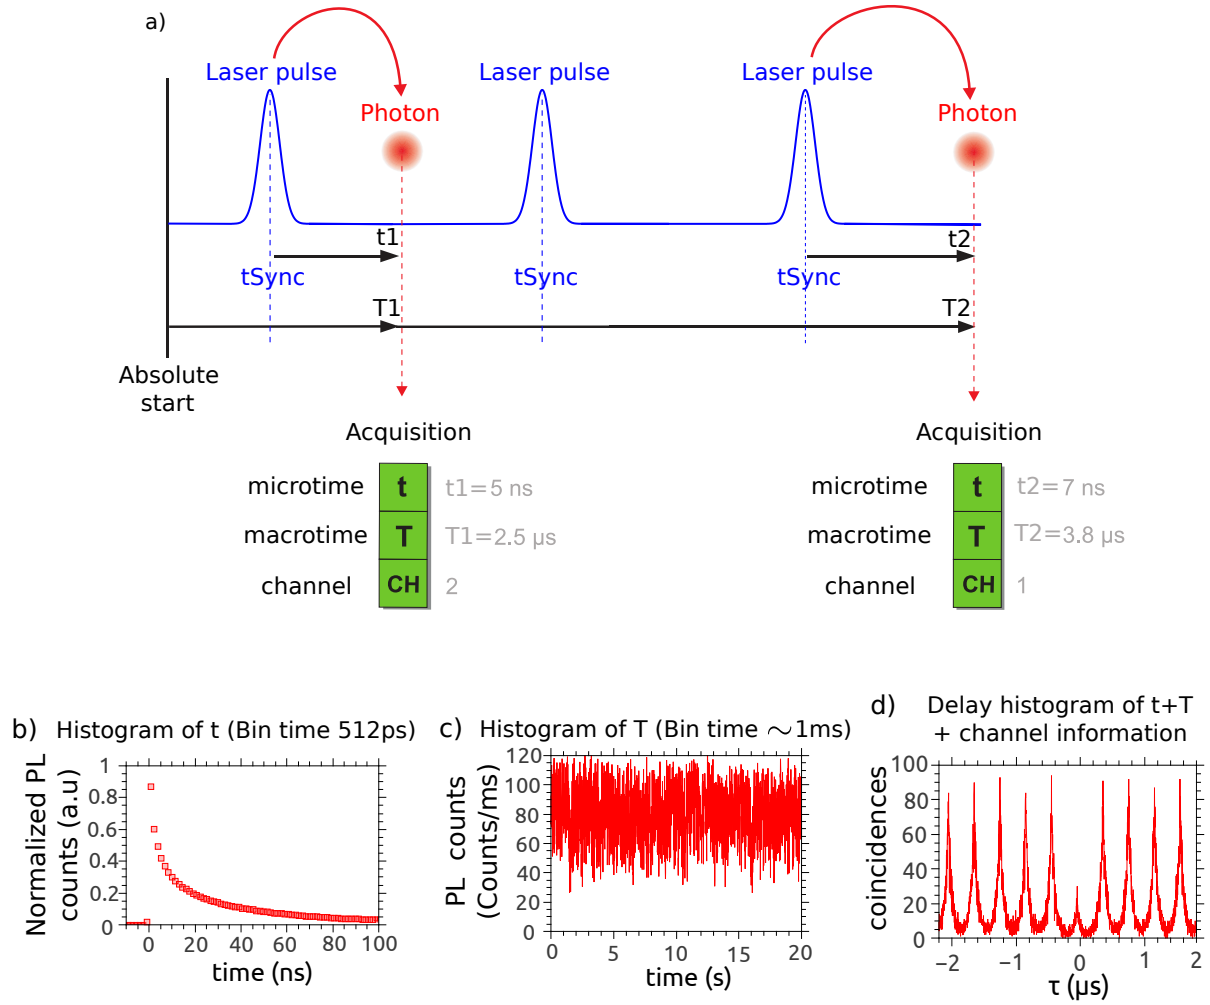 a)
Laser pulse
Laser pulse
Laser pulse
Photon
Photon
t1
t2
tSync
tSync
tSync
T1
T2
Absolute
start
Acquisition
Acquisition
microtime t t1=5 ns
macrotime T T1=2.5 µs
channel CH 2
microtime t t2=7 ns
macrotime T T2=3.8 µs
channel CH 1
b) Histogram of t (Bin time 512ps)
Normalized PL
counts (a.u)
1
0.8
0.6
0.4
0.2
0
0 20 40 60 80 100
time (ns)
c) Histogram of T (Bin time ∼1ms)
PL counts
(Counts/ms)
120
100
80
60
40
20
0
0 5 10 15 20
time (s)
d) Delay histogram of t+T
+ channel information
coincidences
100
80
60
40
20
0
−2 −1 0 1 2
τ (µs)